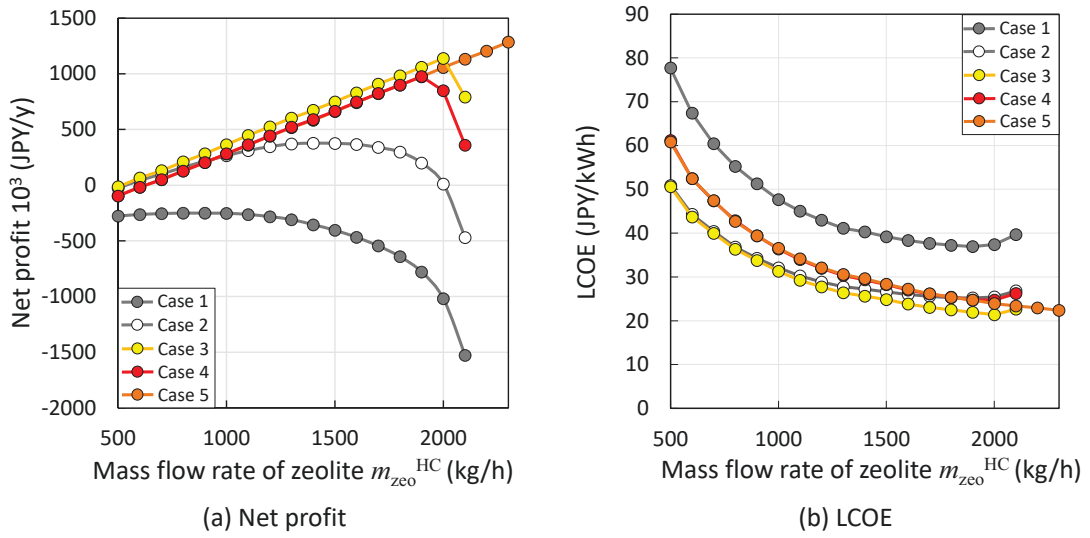 1500
1000
500
0
-500
-1000
-1500
-2000
Net profit 10³ (JPY/y)
Case 1
Case 2
Case 3
Case 4
Case 5
500 1000 1500 2000
Mass flow rate of zeolite m_zeo^HC (kg/h)
(a) Net profit
90
80
70
60
50
40
30
20
10
0
LCOE (JPY/kWh)
Case 1
Case 2
Case 3
Case 4
Case 5
500 1000 1500 2000
Mass flow rate of zeolite m_zeo^HC (kg/h)
(b) LCOE